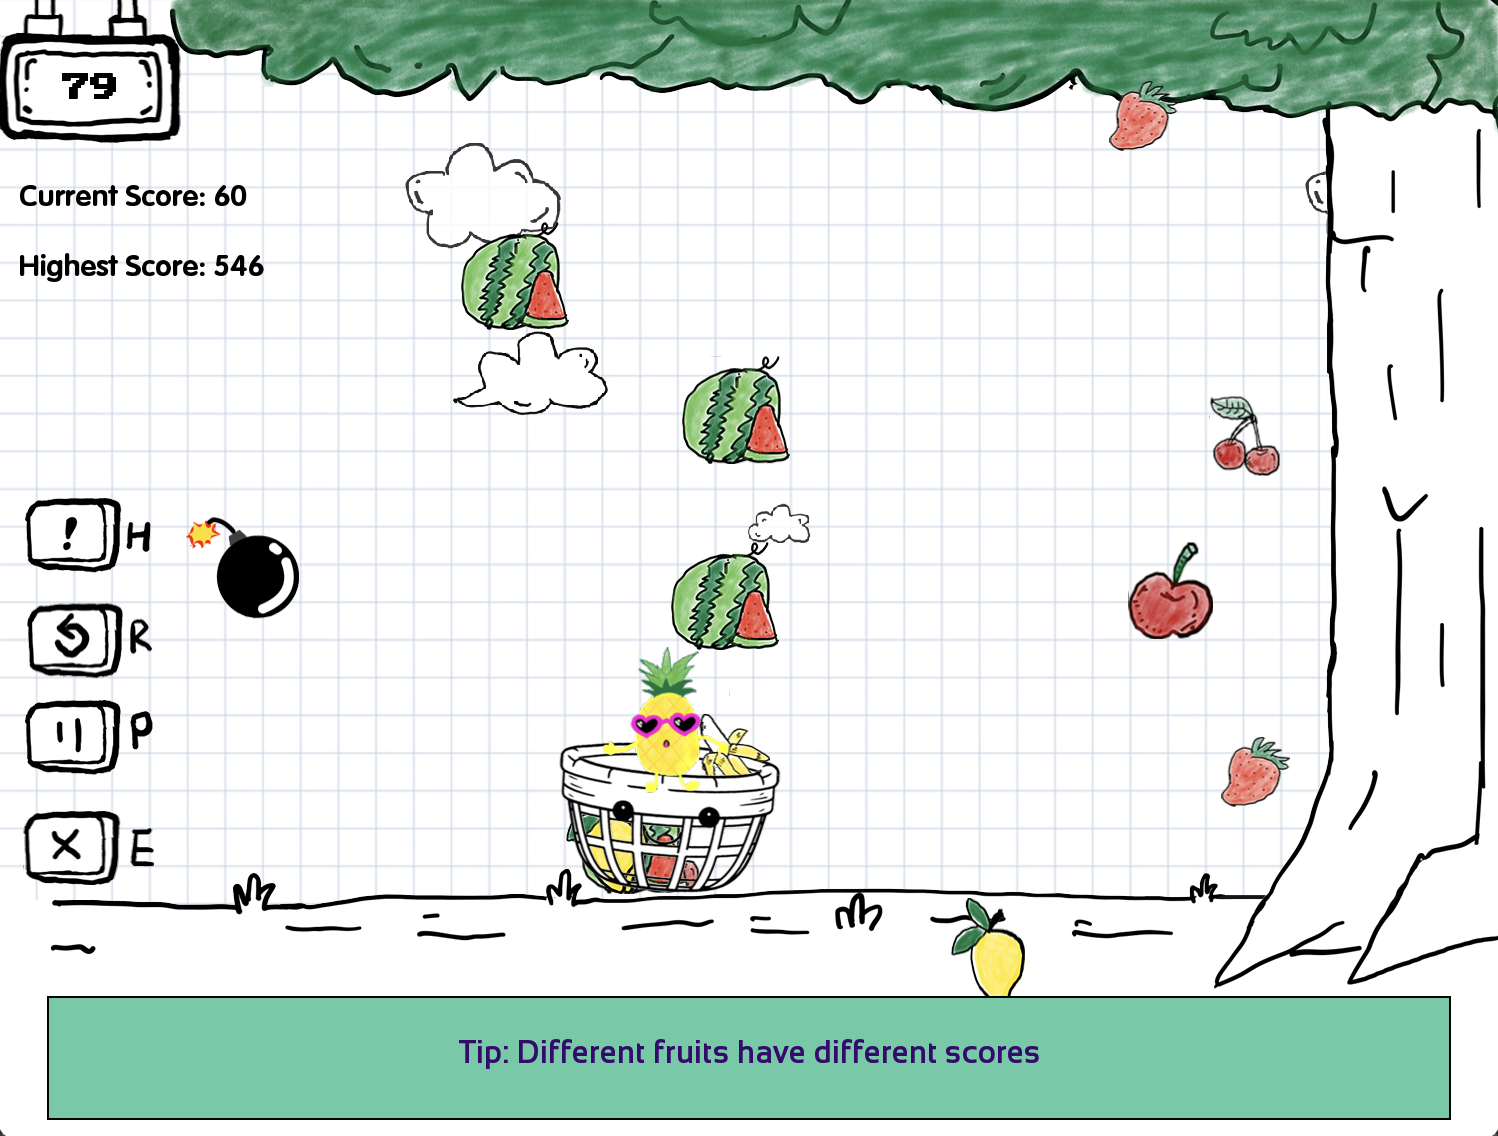 79
Current Score: 60
Highest Score: 546
! H
R
P
X E
Tip: Different fruits have different scores